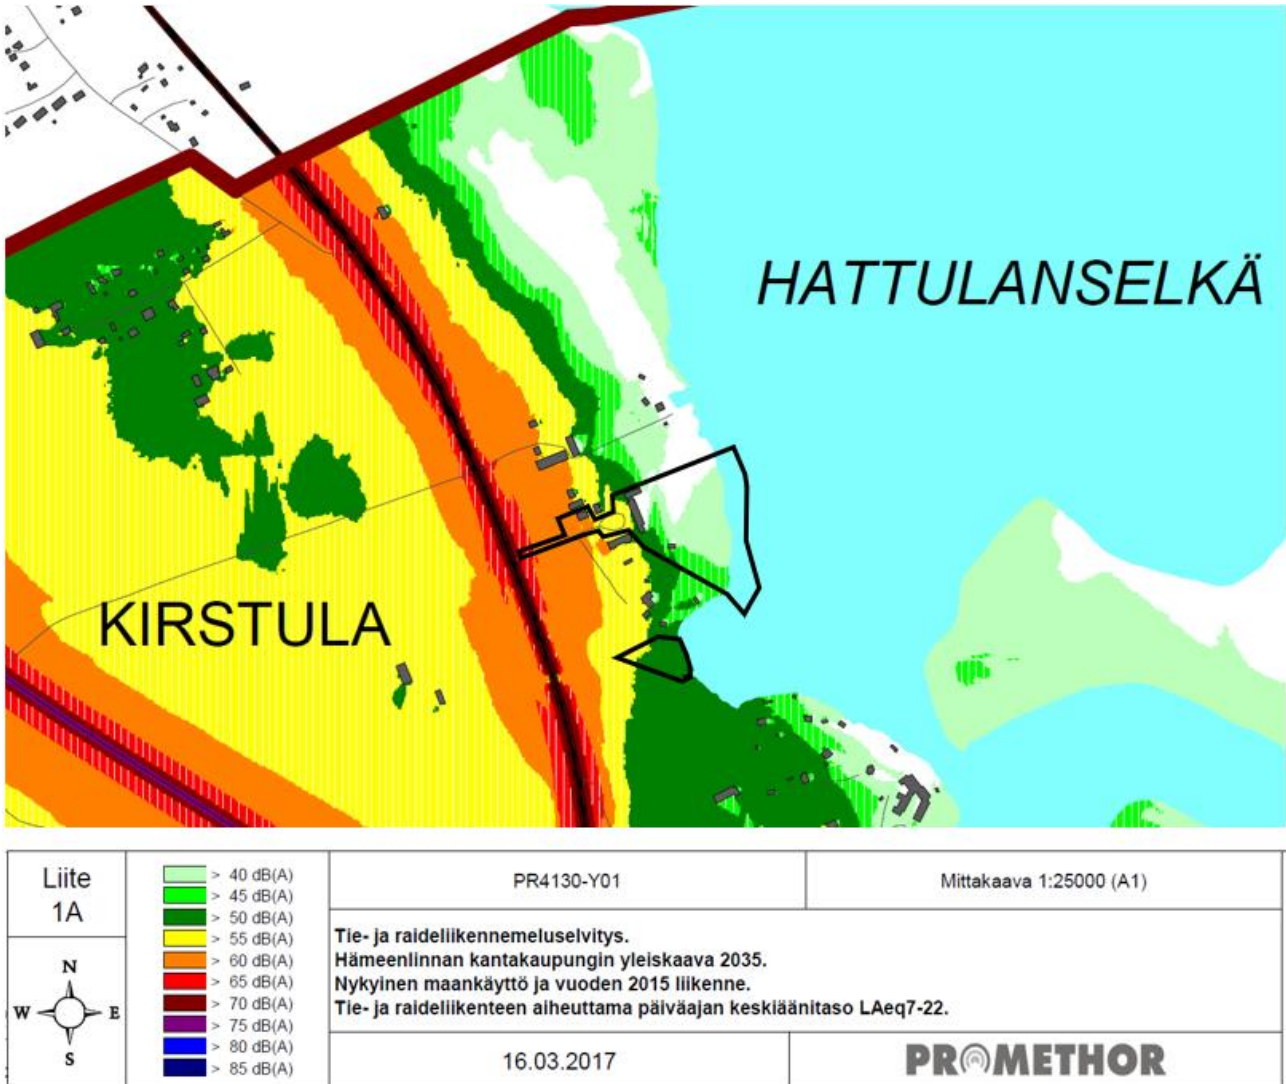 HATTULANSELKÄ
KIRSTULA
Liite
1A
N
W E
S
> 40 dB(A)
> 45 dB(A)
> 50 dB(A)
> 55 dB(A)
> 60 dB(A)
> 65 dB(A)
> 70 dB(A)
> 75 dB(A)
> 80 dB(A)
> 85 dB(A)
PR4130-Y01
Mittakaava 1:25000 (A1)
Tie- ja raideliikennemeluselvitys.
Hämeenlinnan kantakaupungin yleiskaava 2035.
Nykyinen maankäyttö ja vuoden 2015 liikenne.
Tie- ja raideliikenteen aiheuttama päiväajan keskiäänitaso LAeq7-22.
16.03.2017
PROMETHOR